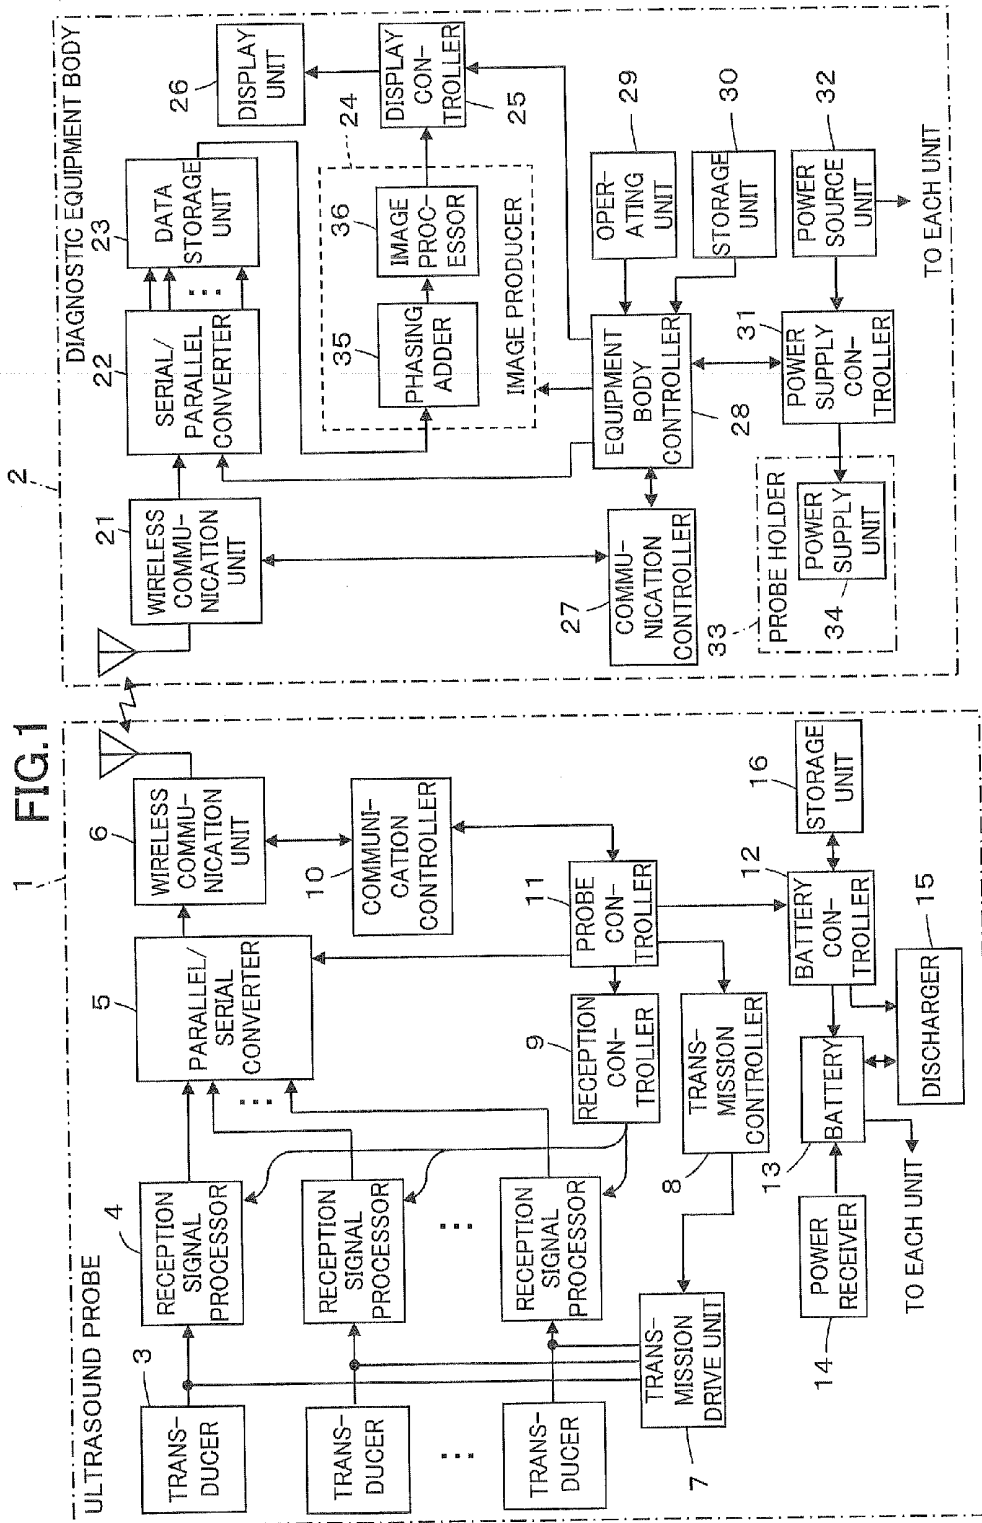 FIG.1
1
ULTRASOUND PROBE
3
TRANS-
DUCER
TRANS-
DUCER
TRANS-
DUCER
4
RECEPTION
SIGNAL
PROCESSOR
RECEPTION
SIGNAL
PROCESSOR
RECEPTION
SIGNAL
PROCESSOR
5
PARALLEL/
SERIAL
CONVERTER
6
WIRELESS
COMMU-
NICATION
UNIT
7
TRANS-
MISSION
DRIVE UNIT
8
TRANS-
MISSION
CONTROLLER
9
RECEPTION
CON-
TROLLER
10
COMMUNI-
CATION
CONTROLLER
11
PROBE
CON-
TROLLER
12
BATTERY
CON-
TROLLER
13
BATTERY
TO EACH UNIT
14
POWER
RECEIVER
15
DISCHARGER
16
STORAGE
UNIT
2
DIAGNOSTIC EQUIPMENT BODY
21
WIRELESS
COMMU-
NICATION
UNIT
22
SERIAL/
PARALLEL
CONVERTER
23
DATA
STORAGE
UNIT
24
IMAGE PRODUCER
35
PHASING
ADDER
36
IMAGE
PROC-
ESSOR
25
DISPLAY
CON-
TROLLER
26
DISPLAY
UNIT
27
COMMU-
NICATION
CONTROLLER
28
EQUIPMENT
BODY
CONTROLLER
29
OPER-
ATING
UNIT
30
STORAGE
UNIT
31
POWER
SUPPLY
CON-
TROLLER
32
POWER
SOURCE
UNIT
TO EACH UNIT
33
PROBE HOLDER
34
POWER
SUPPLY
UNIT